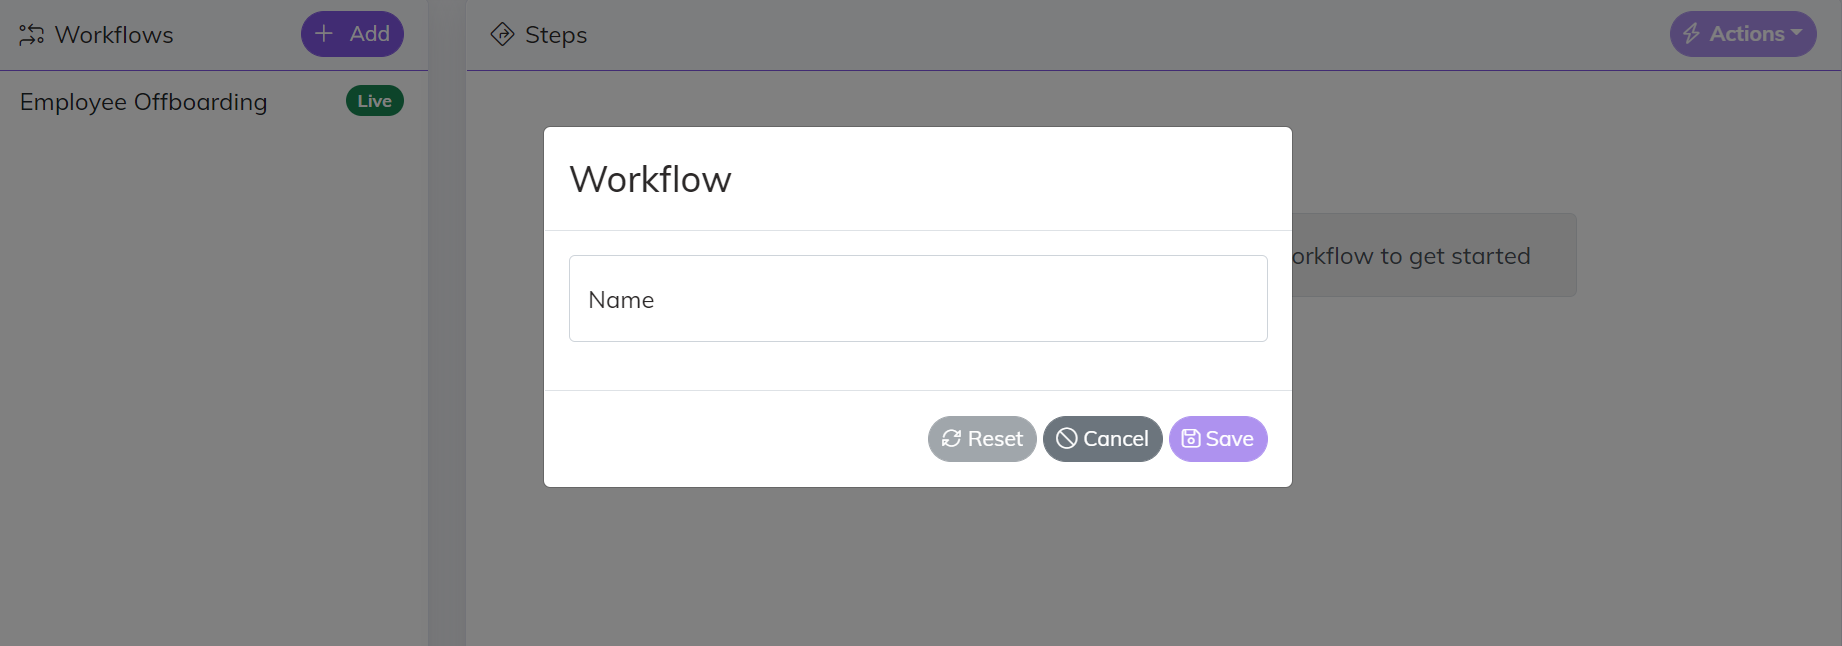 Workflows
Add
Steps
Actions
Employee Offboarding
Live
Workflow
orkflow to get started
Name
Reset
Cancel
Save